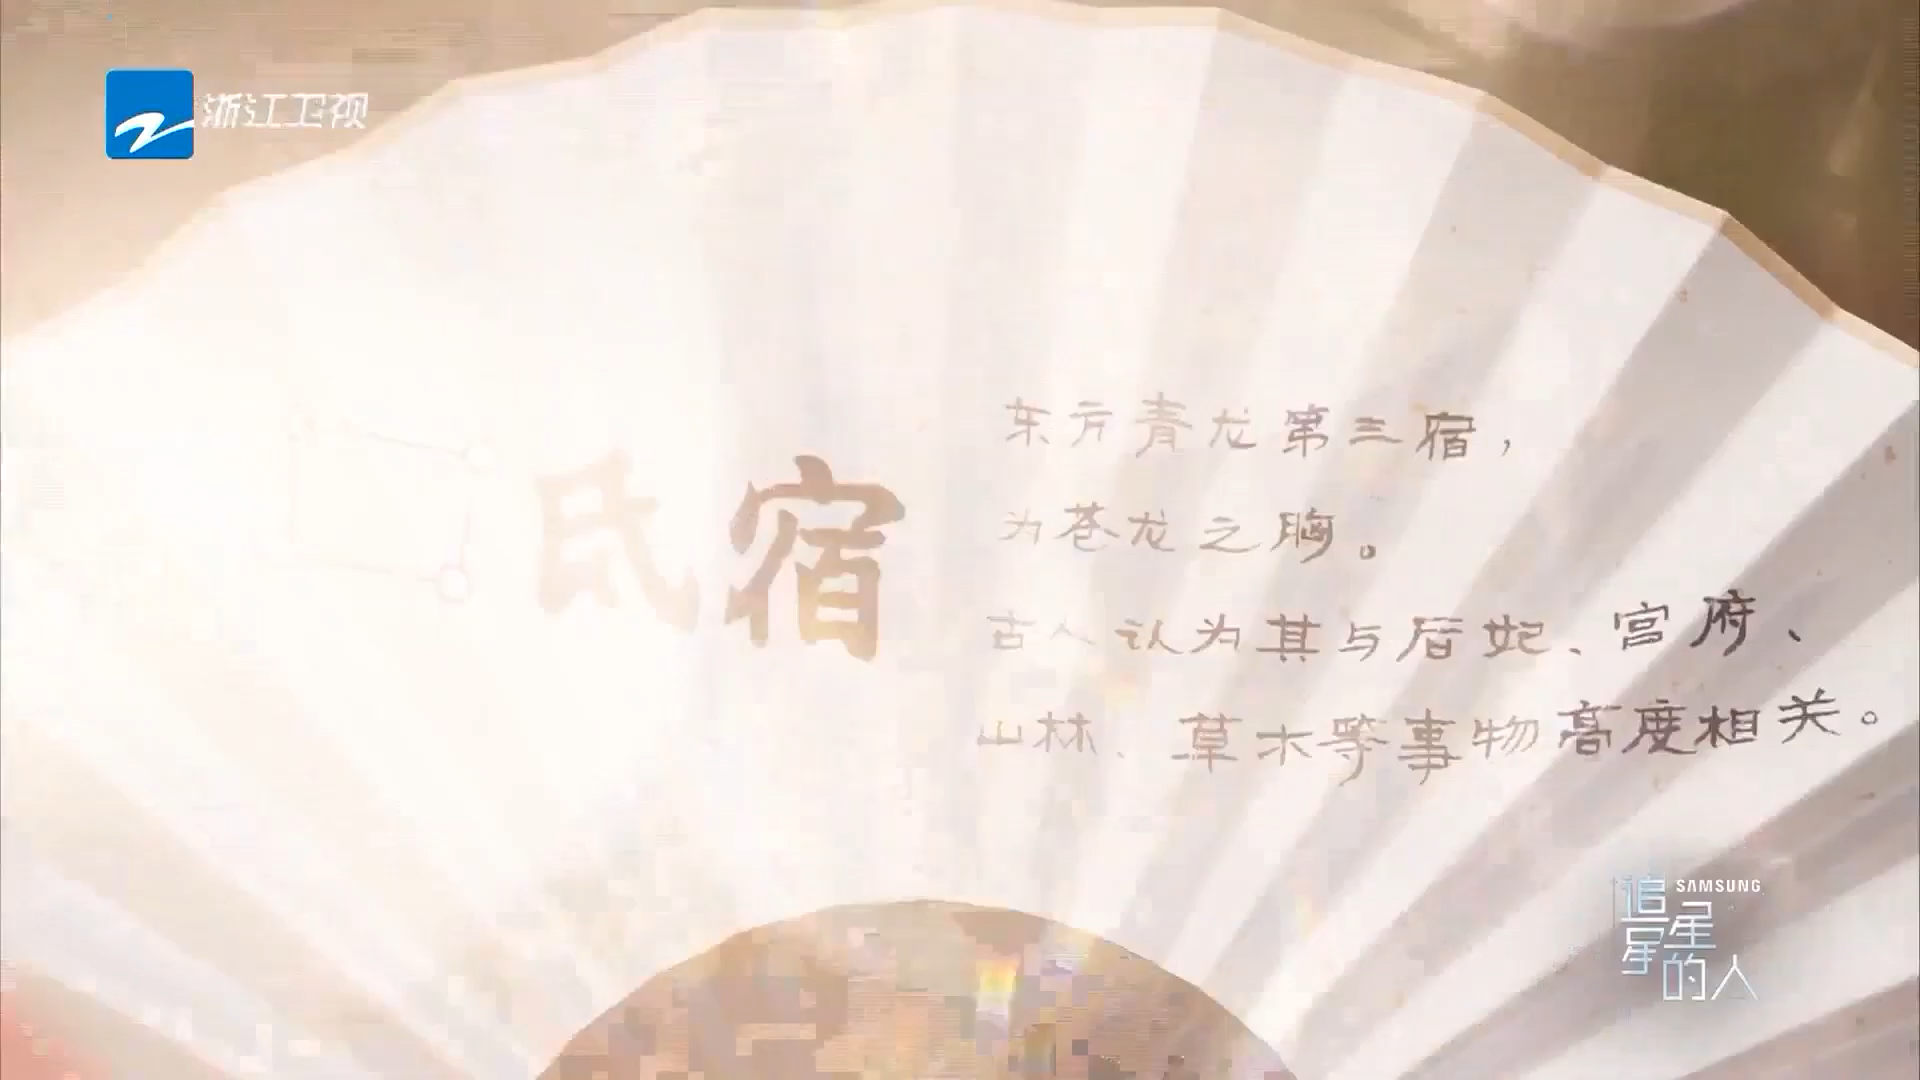 浙江卫视
氐宿
东方青龙第三宿，
为苍龙之胸。
古人认为其与后妃、宫府、
山林、草木等事物高度相关。
SAMSUNG
追星星的人